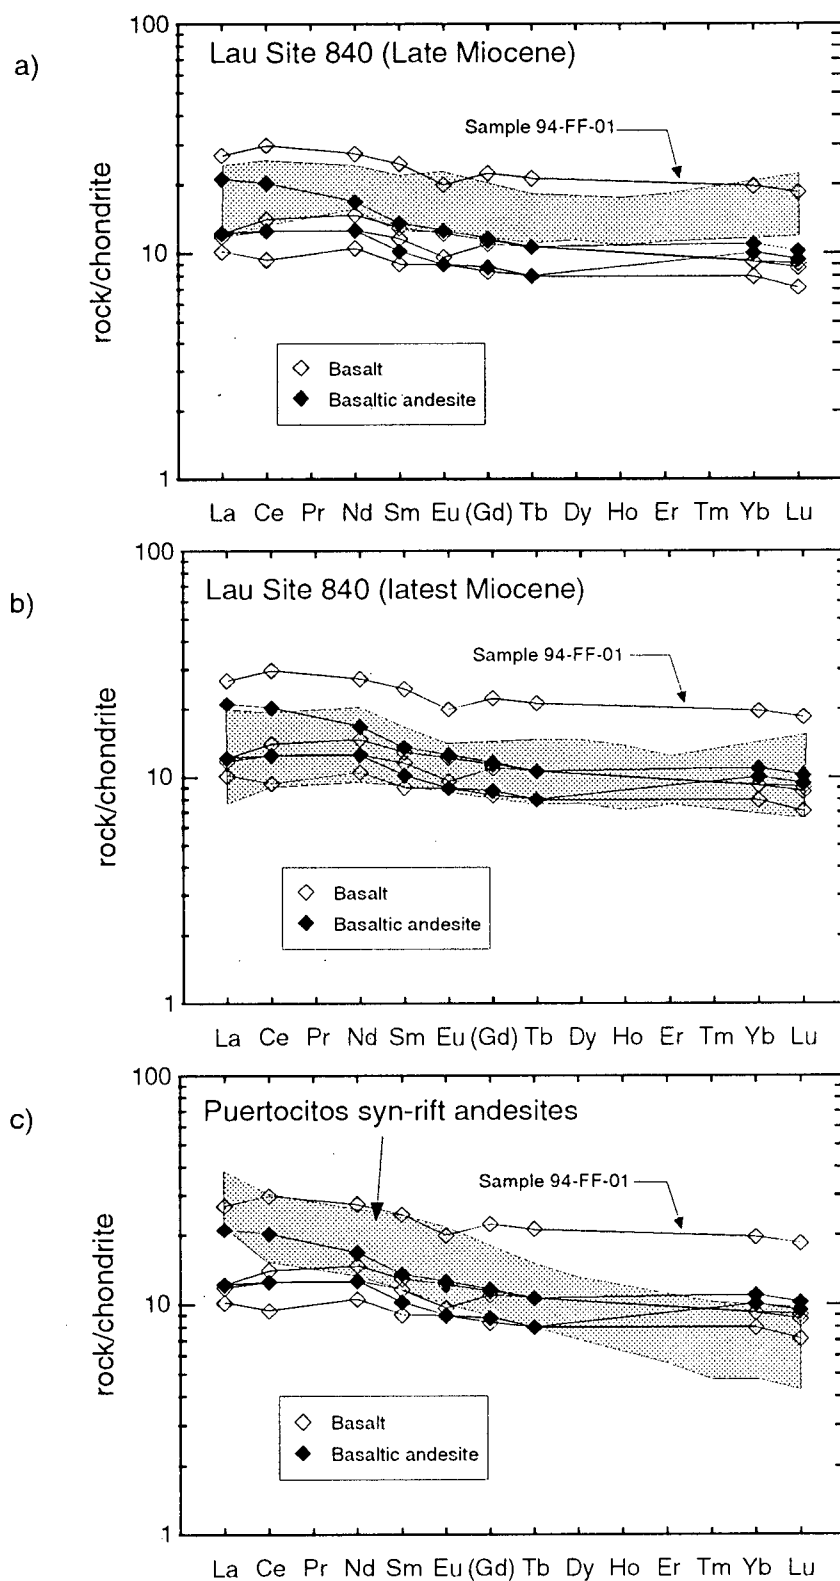 a)
100
Lau Site 840 (Late Miocene)
Sample 94-FF-01
10
rock/chondrite
Basalt
Basaltic andesite
1
La Ce Pr Nd Sm Eu (Gd) Tb Dy Ho Er Tm Yb Lu
b)
100
Lau Site 840 (latest Miocene)
Sample 94-FF-01
10
rock/chondrite
Basalt
Basaltic andesite
1
La Ce Pr Nd Sm Eu (Gd) Tb Dy Ho Er Tm Yb Lu
c)
100
Puertocitos syn-rift andesites
Sample 94-FF-01
10
rock/chondrite
Basalt
Basaltic andesite
1
La Ce Pr Nd Sm Eu (Gd) Tb Dy Ho Er Tm Yb Lu